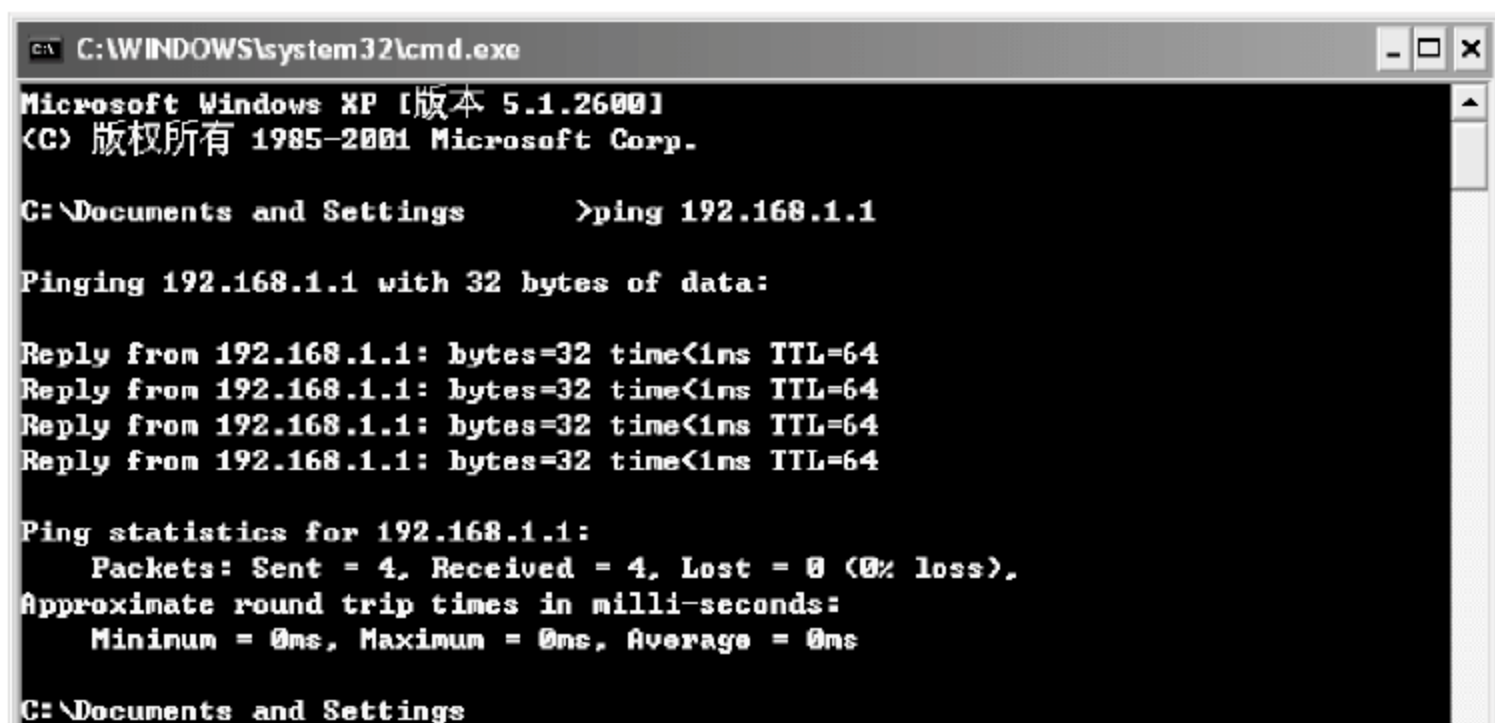 C:\WINDOWS\system32\cmd.exe
Microsoft Windows XP [版本 5.1.2600]
(C) 版权所有 1985-2001 Microsoft Corp.
C:\Documents and Settings      >ping 192.168.1.1
Pinging 192.168.1.1 with 32 bytes of data:
Reply from 192.168.1.1: bytes=32 time<1ms TTL=64
Reply from 192.168.1.1: bytes=32 time<1ms TTL=64
Reply from 192.168.1.1: bytes=32 time<1ms TTL=64
Reply from 192.168.1.1: bytes=32 time<1ms TTL=64
Ping statistics for 192.168.1.1:
    Packets: Sent = 4, Received = 4, Lost = 0 (0% loss),
Approximate round trip times in milli-seconds:
    Minimum = 0ms, Maximum = 0ms, Average = 0ms
C:\Documents and Settings